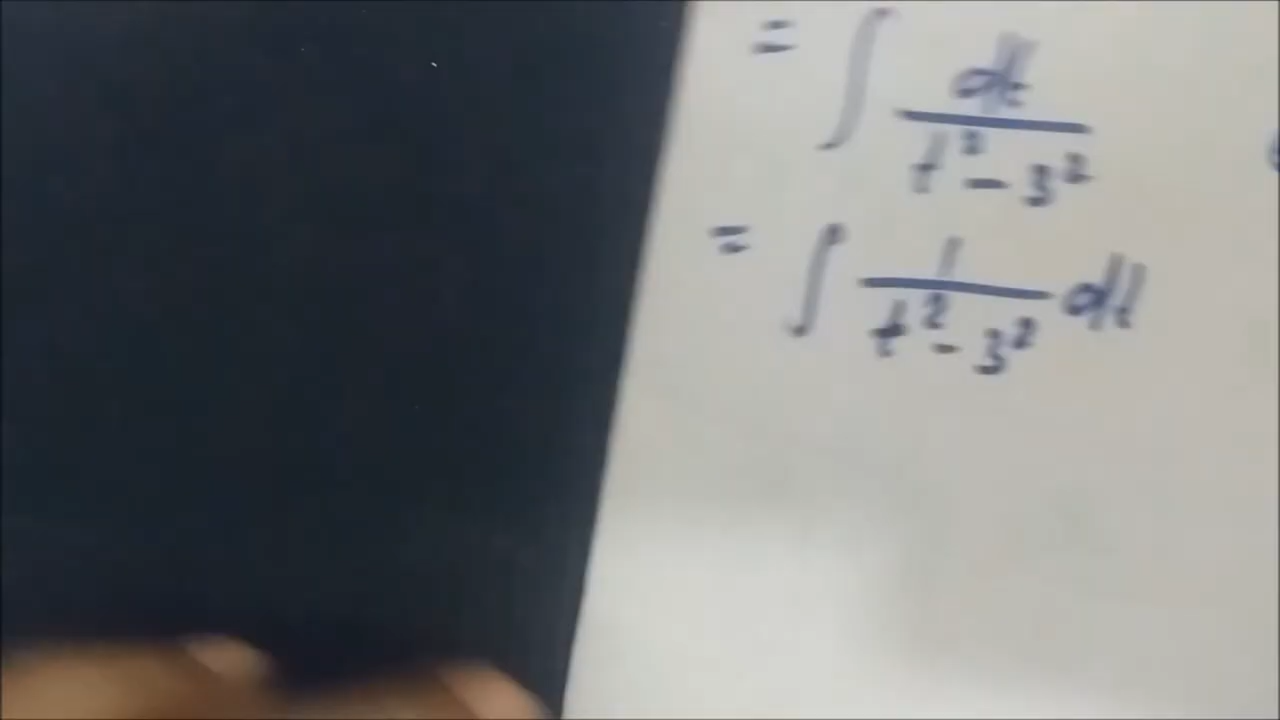 = ∫ dt / t² - 3²
= ∫ 1 / t² - 3² dt